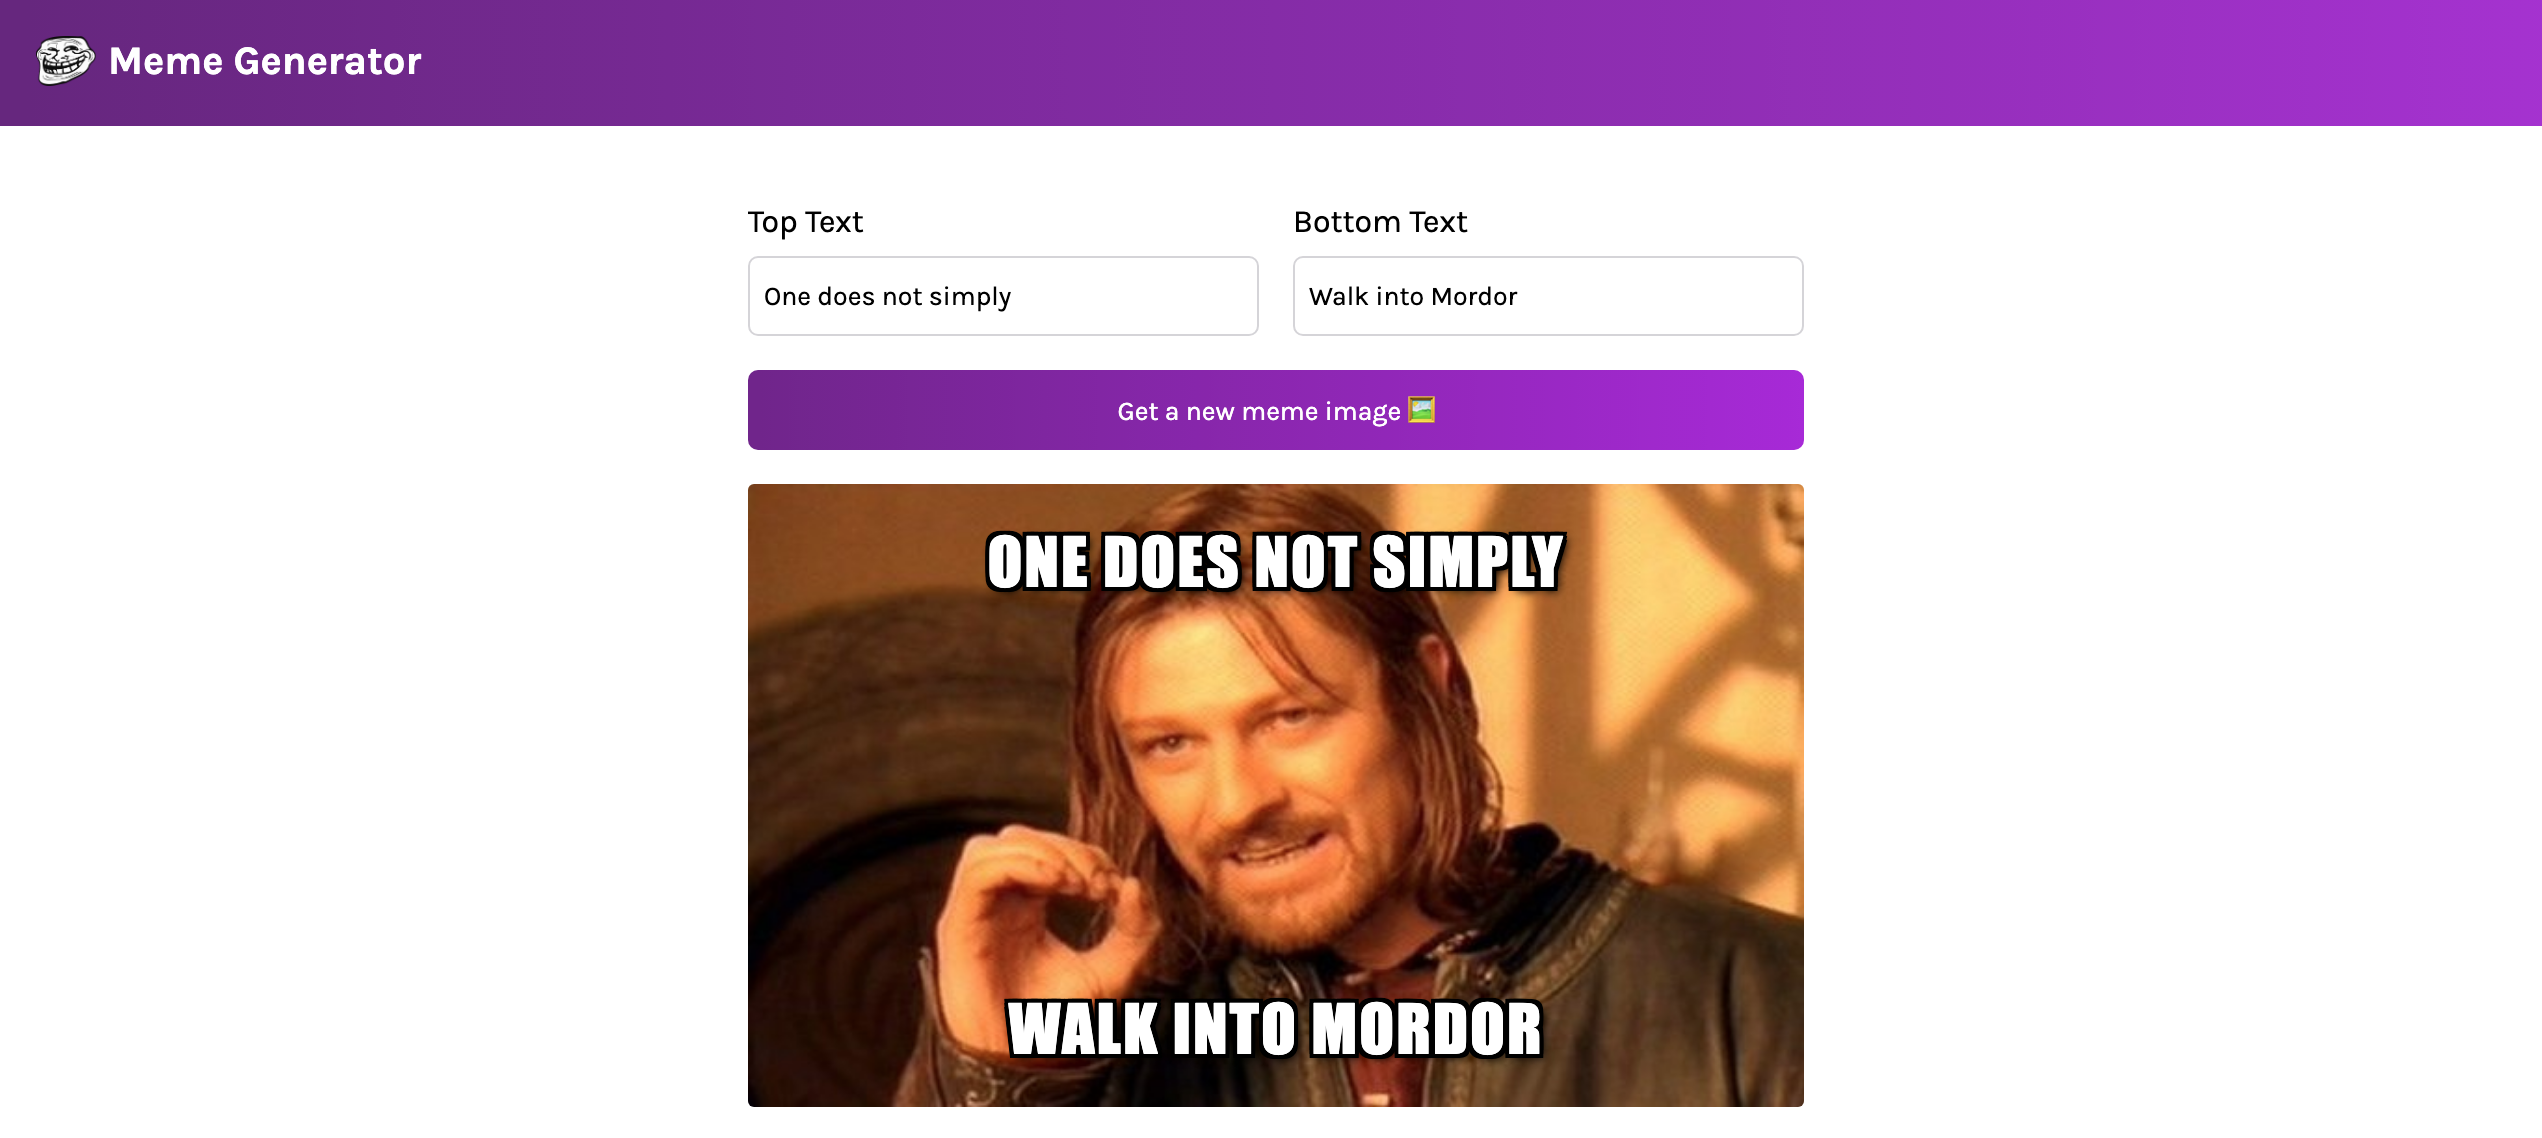 Meme Generator
Top Text
Bottom Text
One does not simply
Walk into Mordor
Get a new meme image 🖼️
ONE DOES NOT SIMPLY
WALK INTO MORDOR